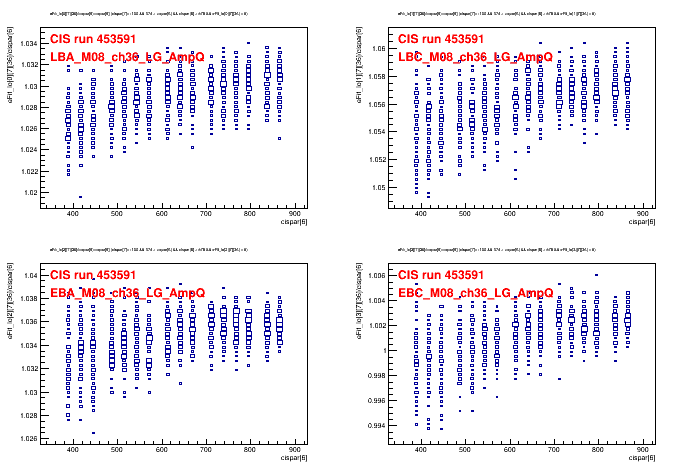 CIS run 453591
LBA_M08_ch36_LG_AmpQ
1.034
1.032
1.03
1.028
1.026
1.024
1.022
1.02
400 500 600 700 800 900
cispar[6]
CIS run 453591
LBC_M08_ch36_LG_AmpQ
1.06
1.058
1.056
1.054
1.052
1.05
400 500 600 700 800 900
cispar[6]
CIS run 453591
EBA_M08_ch36_LG_AmpQ
1.04
1.038
1.036
1.034
1.032
1.03
1.028
1.026
400 500 600 700 800 900
cispar[6]
CIS run 453591
EBC_M08_ch36_LG_AmpQ
1.006
1.004
1.002
1
0.998
0.996
0.994
400 500 600 700 800 900
cispar[6]